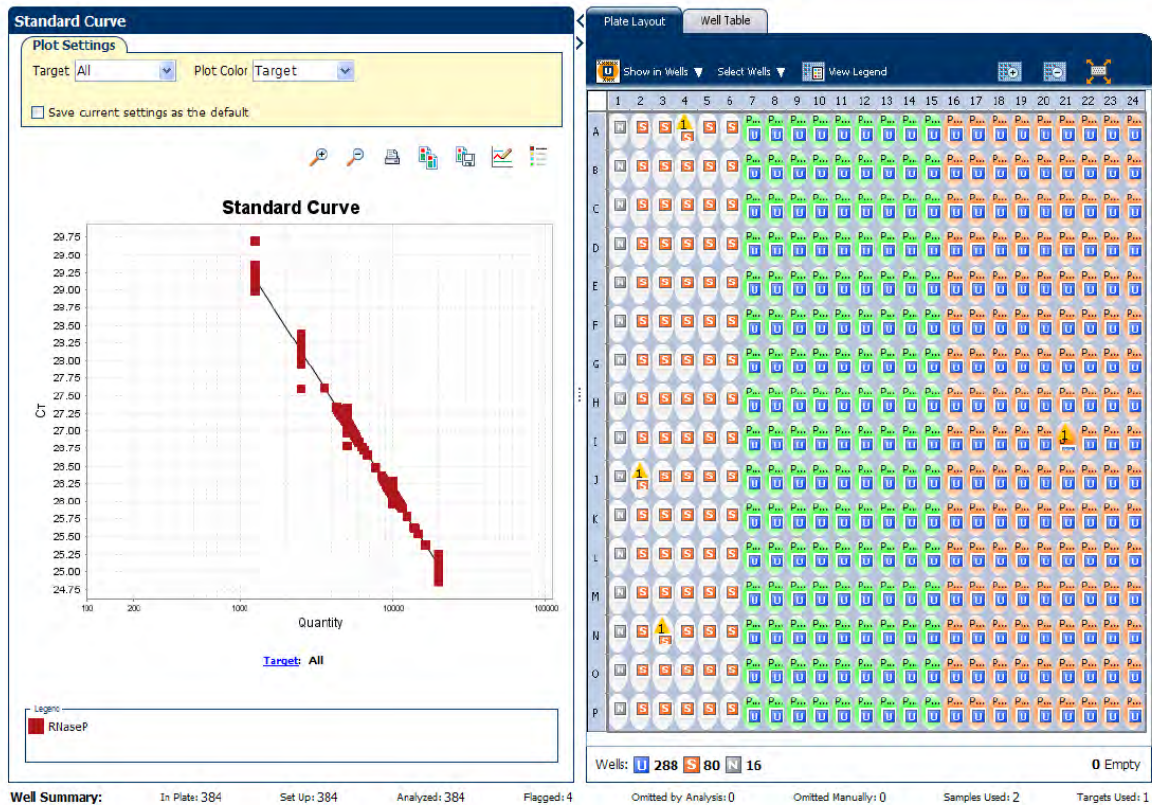 Standard Curve
Plot Settings
Target All Plot Color Target
Save current settings as the default
Standard Curve
29.75
29.50
29.25
29.00
28.75
28.50
28.25
28.00
27.75
27.50
27.25
27.00
26.75
26.50
26.25
26.00
25.75
25.50
25.25
25.00
24.75
CT
100 200 1000 10000 100000
Quantity
Target: All
Legend
RNaseP
Plate Layout Well Table
Show in Wells ▼ Select Wells ▼ View Legend
1 2 3 4 5 6 7 8 9 10 11 12 13 14 15 16 17 18 19 20 21 22 23 24
P... P... P... P... P... P... P... P... P... P... P... P... P... P... P... P... P... P...
A N S S 1 S S S U U U U U U U U U U U U U U U U U U
P... P... P... P... P... P... P... P... P... P... P... P... P... P... P... P... P... P...
B N S S S S S U U U U U U U U U U U U U U U U U U
P... P... P... P... P... P... P... P... P... P... P... P... P... P... P... P... P... P...
C N S S S S S U U U U U U U U U U U U U U U U U U
P... P... P... P... P... P... P... P... P... P... P... P... P... P... P... P... P... P...
D N S S S S S U U U U U U U U U U U U U U U U U U
P... P... P... P... P... P... P... P... P... P... P... P... P... P... P... P... P... P...
E N S S S S S U U U U U U U U U U U U U U U U U U
P... P... P... P... P... P... P... P... P... P... P... P... P... P... P... P... P... P...
F N S S S S S U U U U U U U U U U U U U U U U U U
P... P... P... P... P... P... P... P... P... P... P... P... P... P... P... P... P... P...
G N S S S S S U U U U U U U U U U U U U U U U U U
P... P... P... P... P... P... P... P... P... P... P... P... P... P... P... P... P... P...
H N S S S S S U U U U U U U U U U U U U U U U U U
P... P... P... P... P... P... P... P... P... P... P... P... P... P... P... P... P...
I N S S S S S U U U U U U U U U U U U U U 1 U U U
P... P... P... P... P... P... P... P... P... P... P... P... P... P... P... P... P... P...
J N 1 S S S S S U U U U U U U U U U U U U U U U U U
P... P... P... P... P... P... P... P... P... P... P... P... P... P... P... P... P... P...
K N S S S S S U U U U U U U U U U U U U U U U U U
P... P... P... P... P... P... P... P... P... P... P... P... P... P... P... P... P... P...
L N S S S S S U U U U U U U U U U U U U U U U U U
P... P... P... P... P... P... P... P... P... P... P... P... P... P... P... P... P... P...
M N S S S S S U U U U U U U U U U U U U U U U U U
P... P... P... P... P... P... P... P... P... P... P... P... P... P... P... P... P... P...
N N S 1 S S S S U U U U U U U U U U U U U U U U U U
P... P... P... P... P... P... P... P... P... P... P... P... P... P... P... P... P... P...
O N S S S S S U U U U U U U U U U U U U U U U U U
P... P... P... P... P... P... P... P... P... P... P... P... P... P... P... P... P... P...
P N S S S S S U U U U U U U U U U U U U U U U U U
Wells: U 288 S 80 N 16 0 Empty
Well Summary: In Plate: 384 Set Up: 384 Analyzed: 384 Flagged: 4 Omitted by Analysis: 0 Omitted Manually: 0 Samples Used: 2 Targets Used: 1